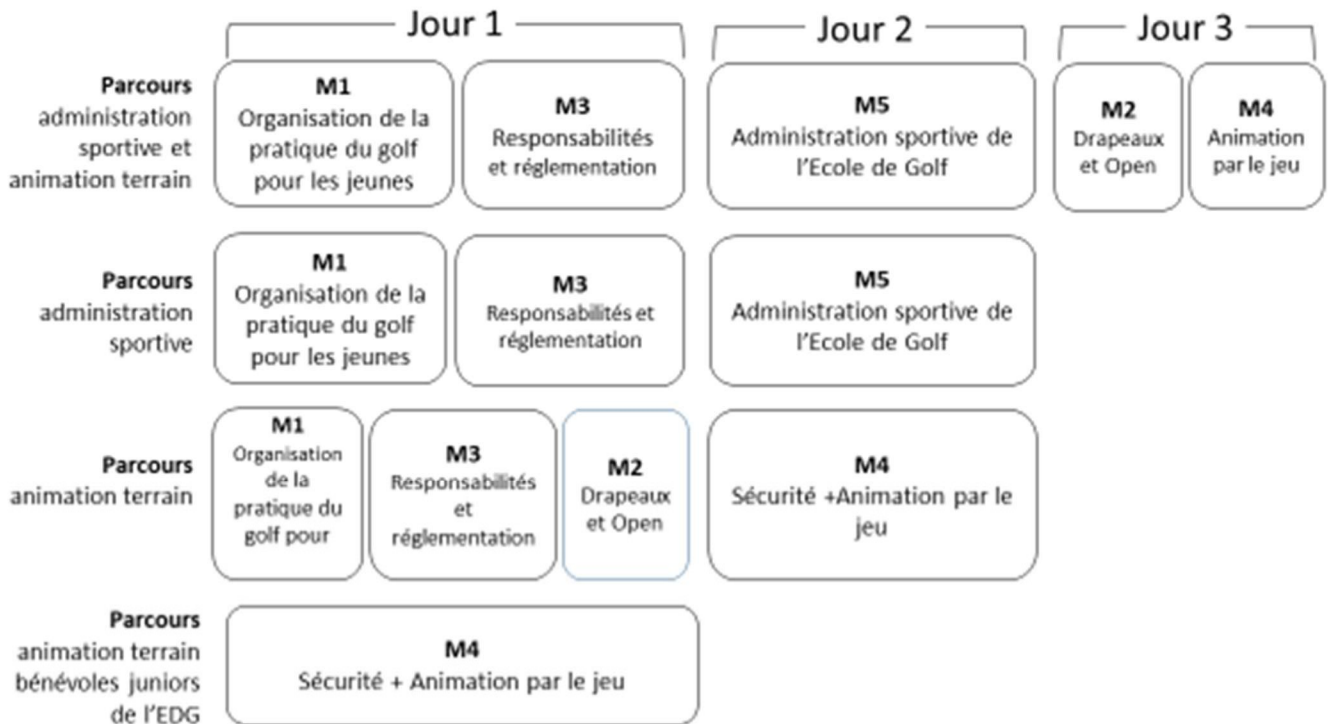 Jour 1
Jour 2
Jour 3
Parcours
administration
sportive et
animation terrain
M1
Organisation de la
pratique du golf
pour les jeunes
M3
Responsabilités
et réglementation
M5
Administration sportive de
l'Ecole de Golf
M2
Drapeaux
et Open
M4
Animation
par le jeu
Parcours
administration
sportive
M1
Organisation de la
pratique du golf
pour les jeunes
M3
Responsabilités et
réglementation
M5
Administration sportive de
l'Ecole de Golf
Parcours
animation terrain
M1
Organisation
de la
pratique du
golf pour
M3
Responsabilités
et
réglementation
M2
Drapeaux
et Open
M4
Sécurité +Animation par le
jeu
Parcours
animation terrain
bénévoles juniors
de l'EDG
M4
Sécurité + Animation par le jeu